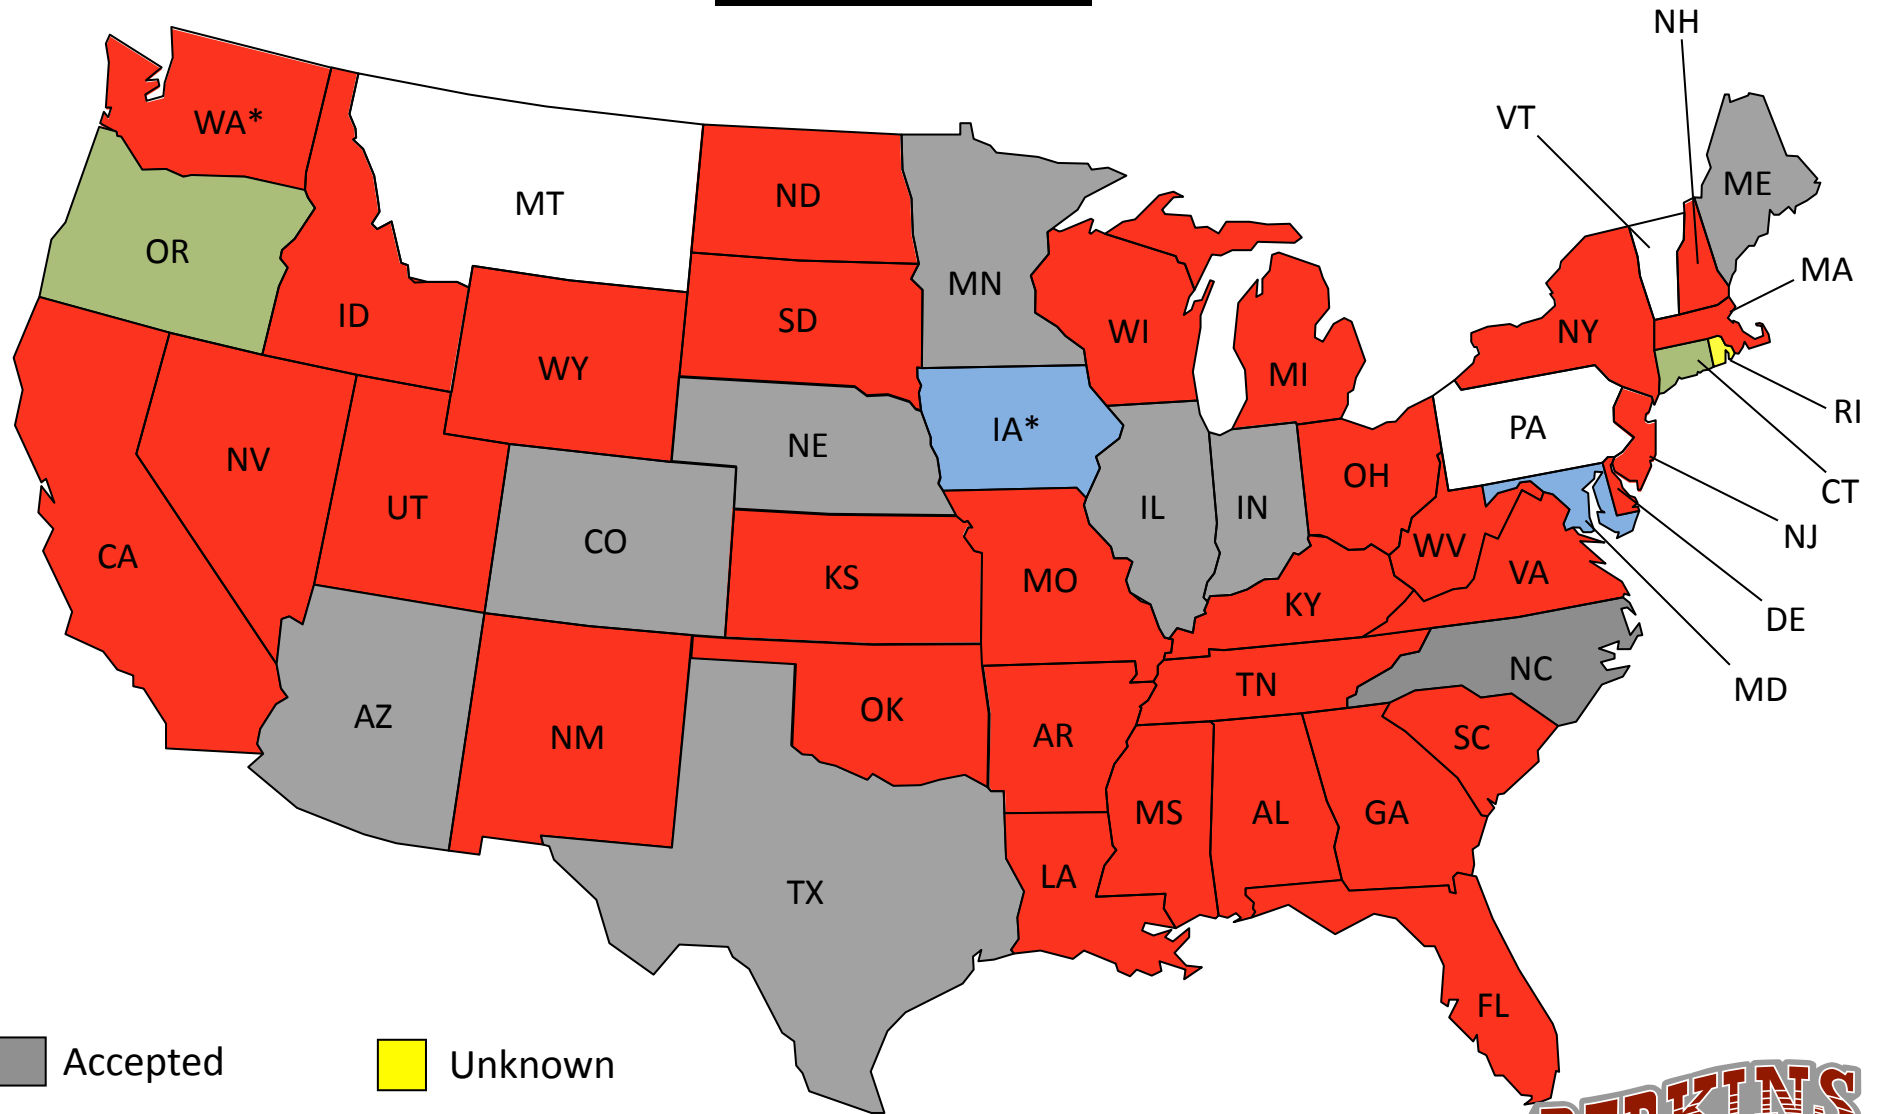 NH
VT
WA*
MT
ND
ME
OR
MN
MA
ID
SD
WI
NY
WY
MI
RI
NE
IA*
PA
NV
OH
CT
UT
IL
IN
NJ
CO
WV
CA
KS
MO
VA
KY
DE
NC
TN
MD
AZ
NM
OK
AR
SC
MS
AL
GA
LA
TX
FL
Accepted
Unknown
PERKINS